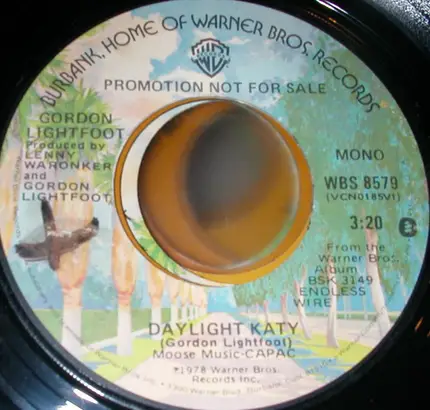 BURBANK, HOME OF WARNER BROS. RECORDS
PROMOTION NOT FOR SALE
GORDON
LIGHTFOOT
Produced by
LENNY
WARONKER
and
GORDON
LIGHTFOOT
MONO
WBS 8579
(VCN0185V1)
3:20
From the
Warner Bros.
Album
BSK 3149
ENDLESS
WIRE
DAYLIGHT KATY
(Gordon Lightfoot)
Moose Music-CAPAC
℗1978 Warner Bros.
Records Inc.